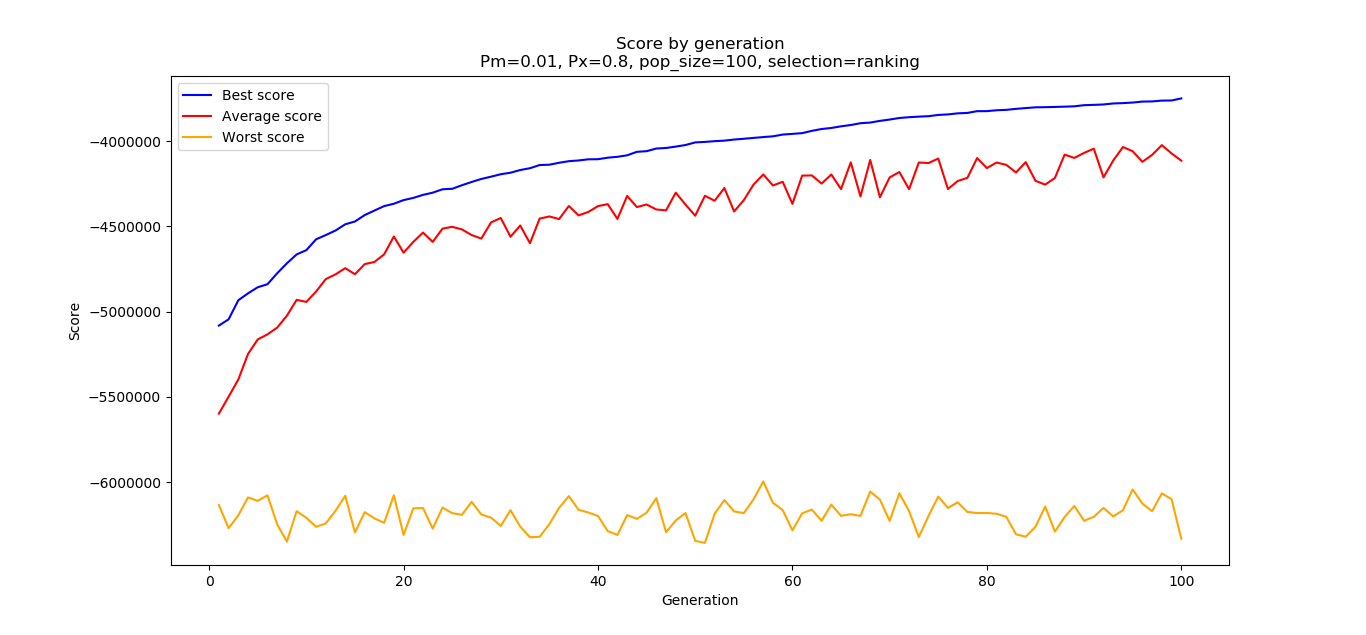 Score by generation
Pm=0.01, Px=0.8, pop_size=100, selection=ranking
Best score
Average score
Worst score
−4000000
−4500000
−5000000
−5500000
−6000000
Score
0 20 40 60 80 100
Generation